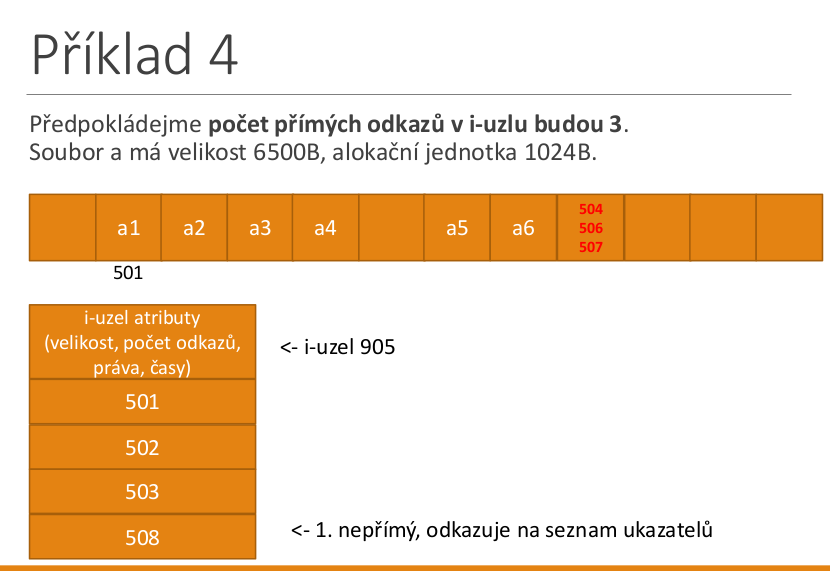 Příklad 4
Předpokládejme počet přímých odkazů v i-uzlu budou 3.
Soubor a má velikost 6500B, alokační jednotka 1024B.
a1 a2 a3 a4 a5 a6 504
506
507
501
i-uzel atributy
(velikost, počet odkazů,
práva, časy)
<- i-uzel 905
501
502
503
508
<- 1. nepřímý, odkazuje na seznam ukazatelů